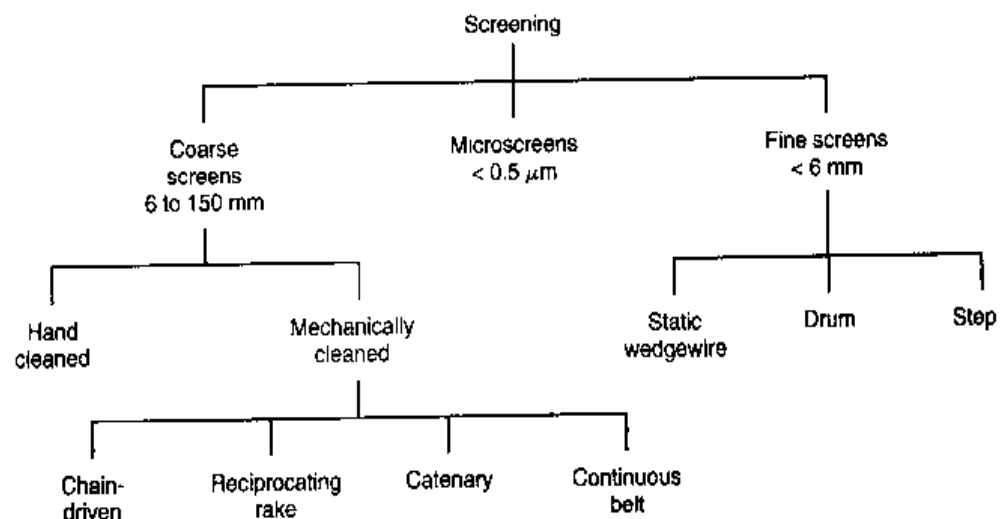 Screening
Coarse
screens
6 to 150 mm
Microscreens
< 0.5 μm
Fine screens
< 6 mm
Hand
cleaned
Mechanically
cleaned
Static
wedgewire
Drum
Step
Chain-
driven
Reciprocating
rake
Catenary
Continuous
belt